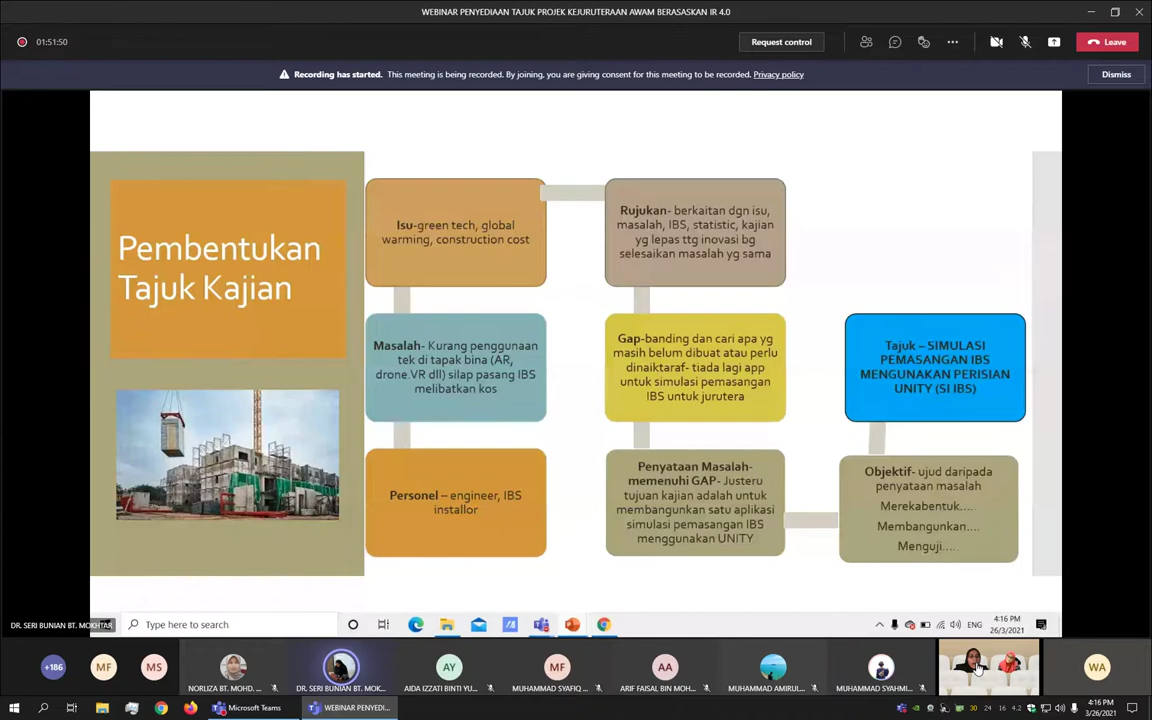 WEBINAR PENYEDIAAN TAJUK PROJEK KEJURUTERAAN AWAM BERASASKAN IR 4.0
01:51:50
Request control
Leave
Recording has started. This meeting is being recorded. By joining, you are giving consent for this meeting to be recorded. Privacy policy
Dismiss
Pembentukan
Tajuk Kajian
Isu-green tech, global
warming, construction cost
Masalah- Kurang penggunaan
tek di tapak bina (AR,
drone.VR dll) silap pasang IBS
melibatkan kos
Personel – engineer, IBS
installor
Rujukan- berkaitan dgn isu,
masalah, IBS, statistic, kajian
yg lepas ttg inovasi bg
selesaikan masalah yg sama
Gap-banding dan cari apa yg
masih belum dibuat atau perlu
dinaiktaraf- tiada lagi app
untuk simulasi pemasangan
IBS untuk jurutera
Penyataan Masalah-
memenuhi GAP- Justeru
tujuan kajian adalah untuk
membangunkan satu aplikasi
simulasi pemasangan IBS
menggunakan UNITY
Tajuk – SIMULASI
PEMASANGAN IBS
MENGUNAKAN PERISIAN
UNITY (SI IBS)
Objektif- ujud daripada
penyataan masalah
Merekabentuk.....
Membangunkan....
Menguji....
DR. SERI BUNIAN BT. MOKHTAR
Type here to search
ENG
4:16 PM
26/3/2021
+186
MF
MS
NORLIZA BT. MOHD. ...
DR. SERI BUNIAN BT. MOK...
AY
AIDA IZZATI BINTI YU...
MF
MUHAMMAD SYAFIQ ...
AA
ARIF FAISAL BIN MOH...
MUHAMMAD AMIRUL...
MUHAMMAD SYAHMI...
WA
Microsoft Teams
WEBINAR PENYEDI...
30
24
16
4.2
4:16 PM
3/26/2021